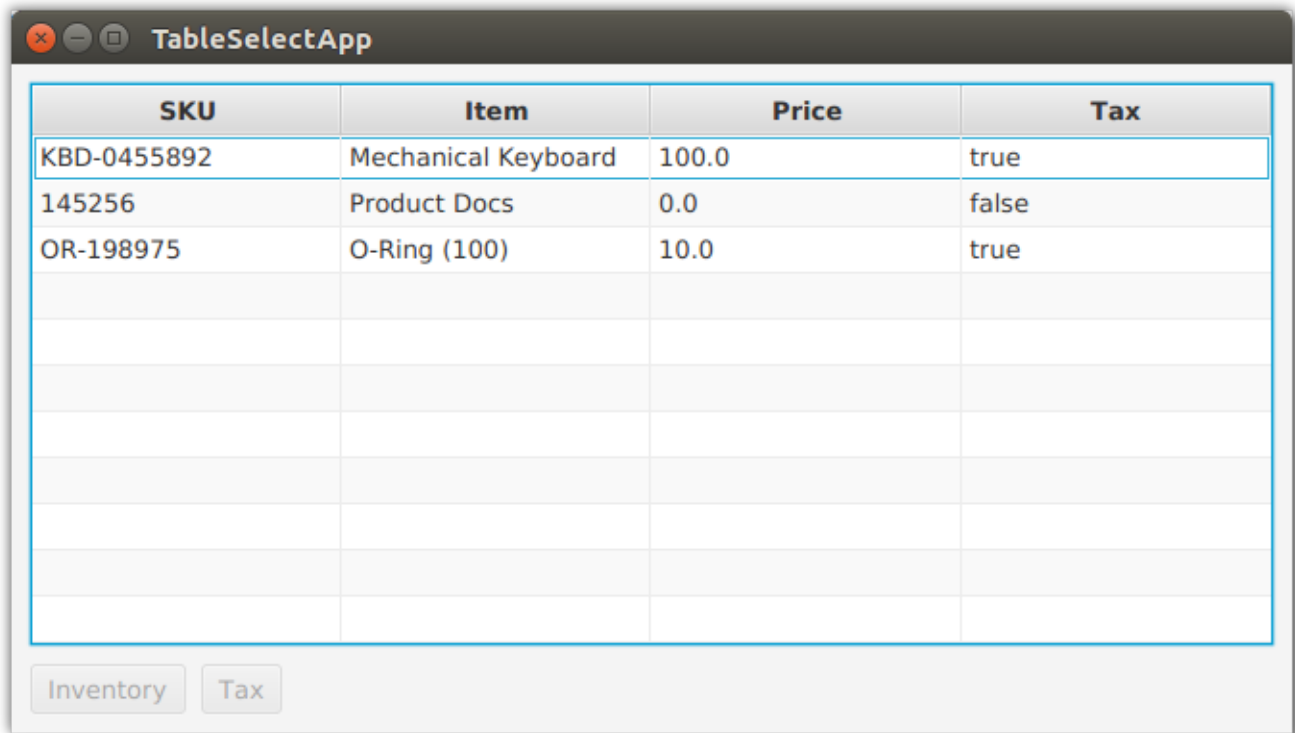 TableSelectApp
SKU Item Price Tax
KBD-0455892 Mechanical Keyboard 100.0 true
145256 Product Docs 0.0 false
OR-198975 O-Ring (100) 10.0 true
Inventory Tax